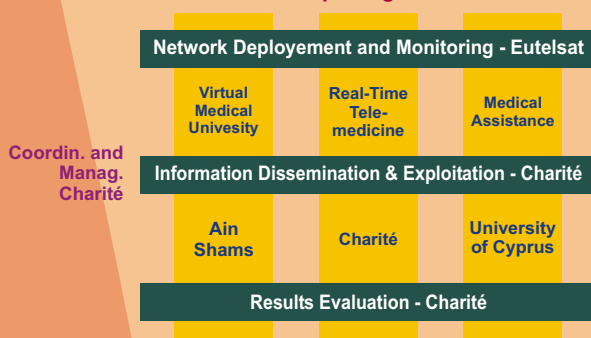 Network Deployement and Monitoring - Eutelsat
Virtual
Medical
Univesity
Real-Time
Tele-
medicine
Medical
Assistance
Coordin. and
Manag.
Charité
Information Dissemination & Exploitation - Charité
Ain
Shams
Charité
University
of Cyprus
Results Evaluation - Charité